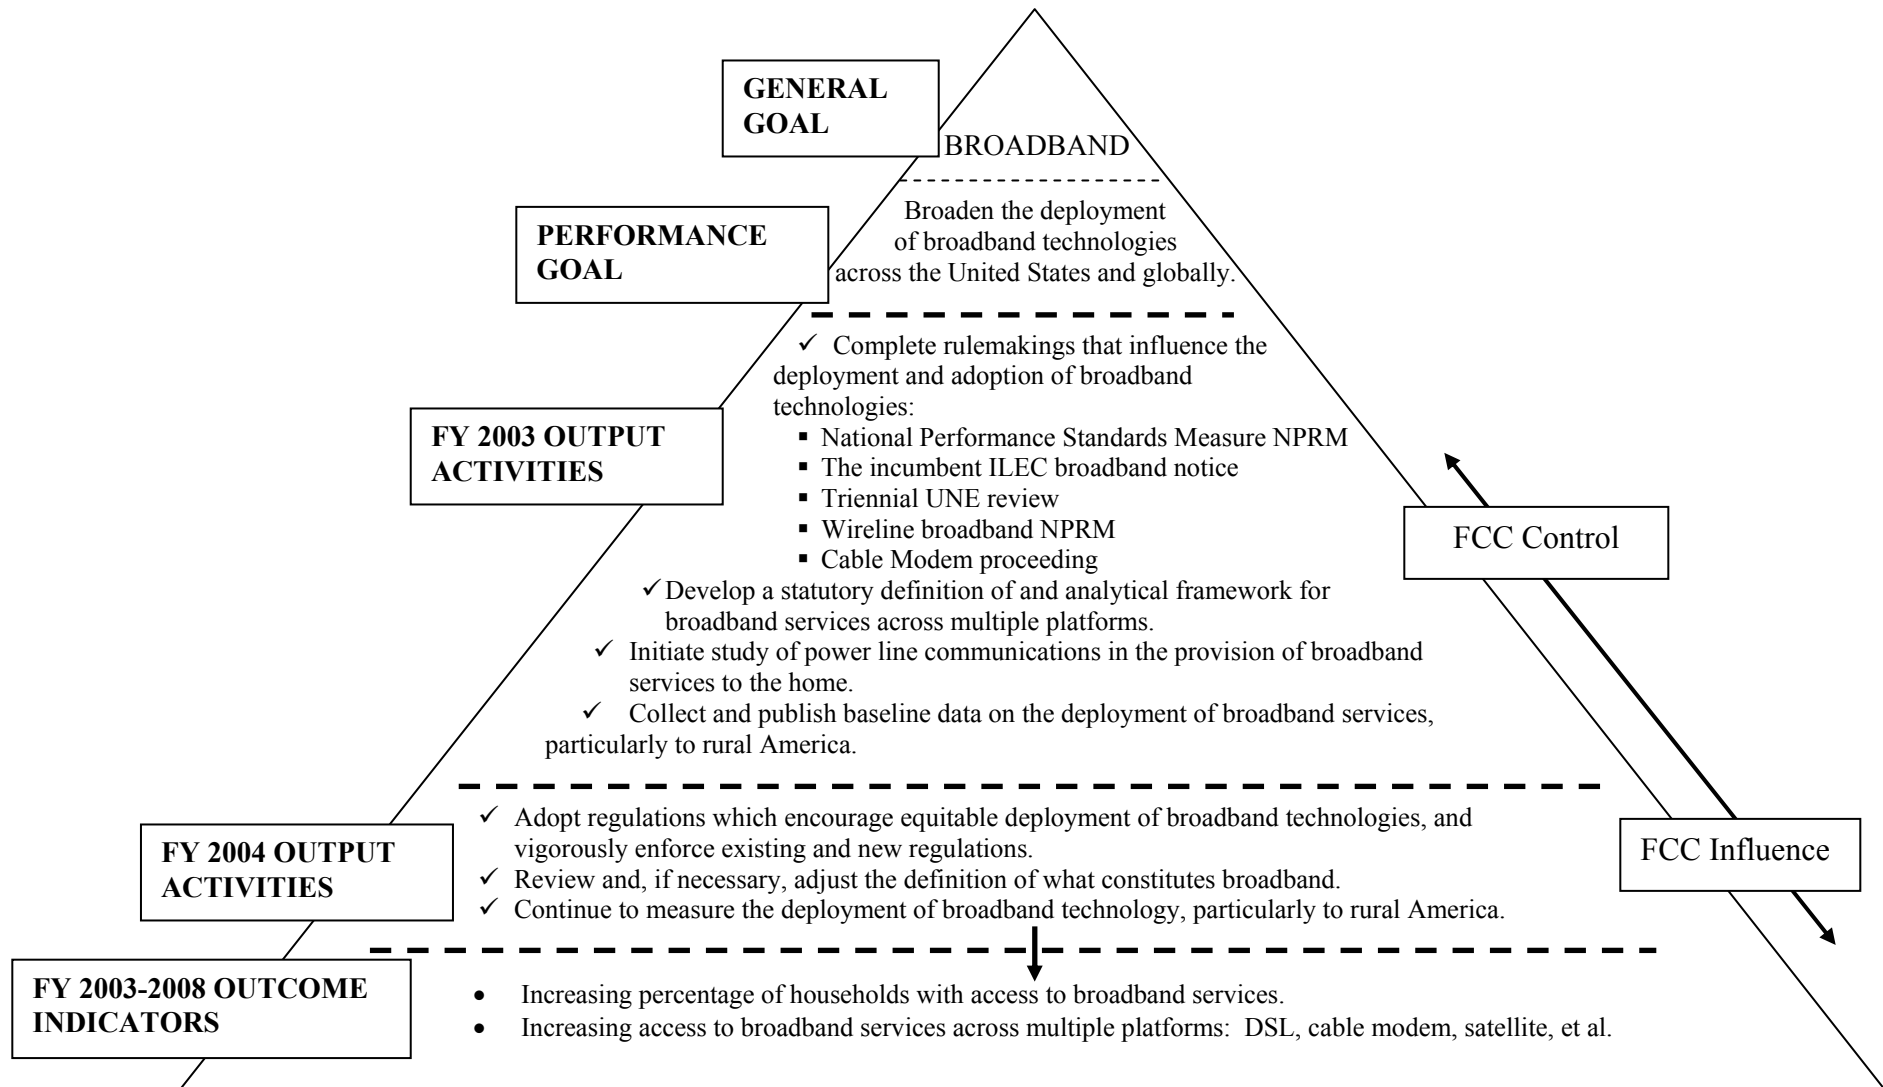 GENERAL
GOAL
BROADBAND
PERFORMANCE
GOAL
Broaden the deployment
of broadband technologies
across the United States and globally.
FY 2003 OUTPUT
ACTIVITIES
✓ Complete rulemakings that influence the
deployment and adoption of broadband
technologies:
▪ National Performance Standards Measure NPRM
▪ The incumbent ILEC broadband notice
▪ Triennial UNE review
▪ Wireline broadband NPRM
▪ Cable Modem proceeding
✓ Develop a statutory definition of and analytical framework for
broadband services across multiple platforms.
✓ Initiate study of power line communications in the provision of broadband
services to the home.
✓ Collect and publish baseline data on the deployment of broadband services,
particularly to rural America.
FCC Control
FY 2004 OUTPUT
ACTIVITIES
✓ Adopt regulations which encourage equitable deployment of broadband technologies, and
vigorously enforce existing and new regulations.
✓ Review and, if necessary, adjust the definition of what constitutes broadband.
✓ Continue to measure the deployment of broadband technology, particularly to rural America.
FCC Influence
FY 2003-2008 OUTCOME
INDICATORS
• Increasing percentage of households with access to broadband services.
• Increasing access to broadband services across multiple platforms: DSL, cable modem, satellite, et al.